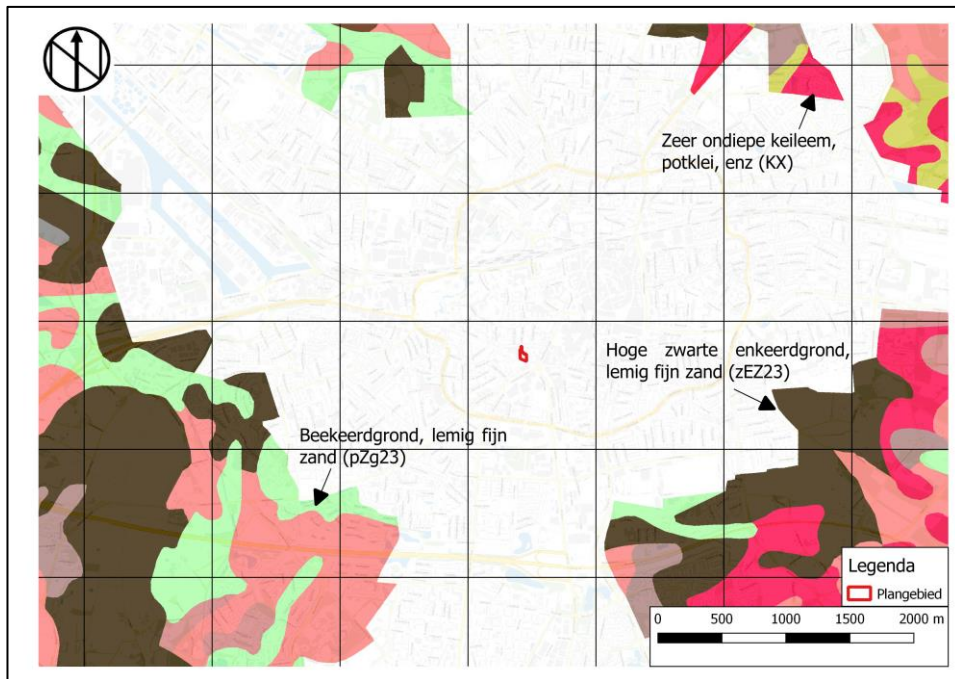 Zeer ondiepe keileem,
potklei, enz (KX)
Hoge zwarte enkeerdgrond,
lemig fijn zand (zEZ23)
Beekeerdgrond, lemig fijn
zand (pZg23)
Legenda
Plangebied
0 500 1000 1500 2000 m